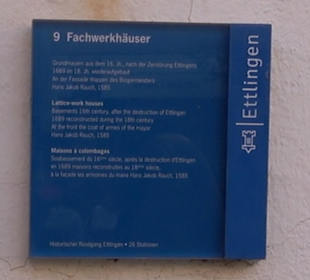 9 Fachwerkhäuser
Grundmauern aus dem 16. Jh., nach der Zerstörung Ettlingens
1689 im 18. Jh. wiederaufgebaut
An der Fassade Wappen des Bürgermeisters
Hans Jakob Rauch, 1585
Lattice-work houses
Basements 16th century, after the destruction of Ettlingen
1689 reconstructed during the 18th century
At the front the coat of armes of the mayor
Hans Jakob Rauch, 1585
Maisons à colombages
Soubassement du 16ème siècle, après la destruction d'Ettlingen
en 1689 maisons reconstruites au 18ème siècle,
à la façade les armoiries du maire Hans Jakob Rauch, 1585
Historischer Rundgang Ettlingen • 26 Stationen
Ettlingen